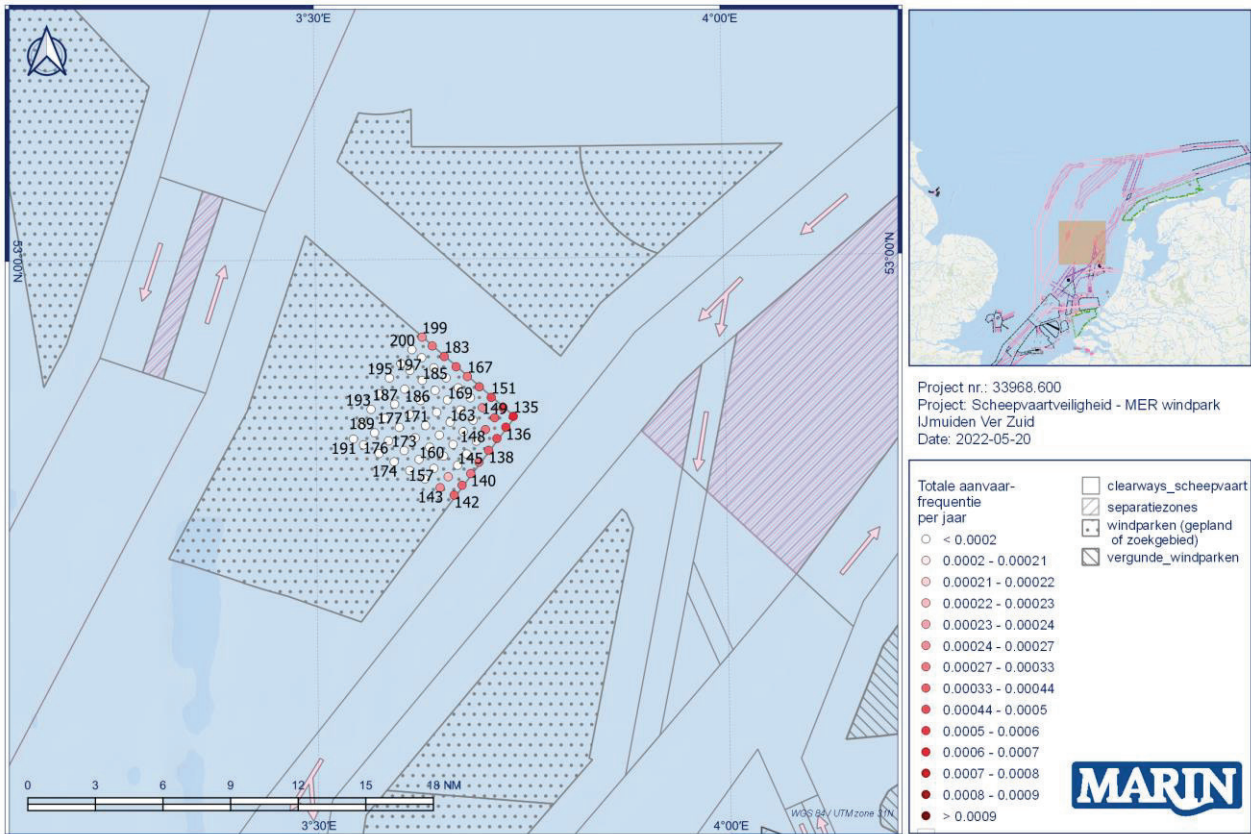 3°30'E
4°00'E
53°00'N
53°00'N
199
200
183
197
195
185
167
187
186
169
151
193
149
135
177
171
163
189
136
148
191
176
173
160
138
145
174
157
140
143
142
0
3
6
9
12
15
18 NM
3°30'E
4°00'E
WGS 84 / UTM zone 31N
Project nr.: 33968.600
Project: Scheepvaartveiligheid - MER windpark
IJmuiden Ver Zuid
Date: 2022-05-20
Totale aanvaar-
frequentie
per jaar
< 0.0002
0.0002 - 0.00021
0.00021 - 0.00022
0.00022 - 0.00023
0.00023 - 0.00024
0.00024 - 0.00027
0.00027 - 0.00033
0.00033 - 0.00044
0.00044 - 0.0005
0.0005 - 0.0006
0.0006 - 0.0007
0.0007 - 0.0008
0.0008 - 0.0009
> 0.0009
clearways_scheepvaart
separatiezones
windparken (gepland
of zoekgebied)
vergunde_windparken
MARIN